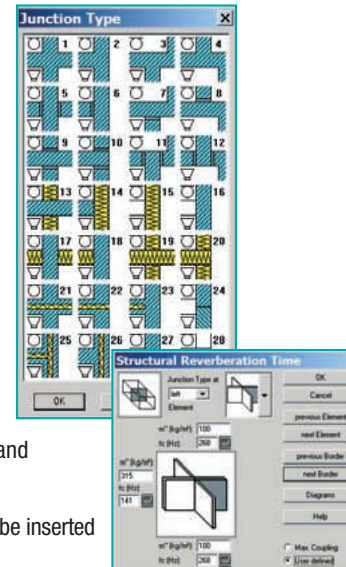 Junction Type
1 2 3 4
5 6 7 8
9 10 11 12
13 14 15 16
17 18 19 20
21 22 23 24
25 26 27 28
OK
Structural Reverberation Time
Junction Type at
left
Element
OK
Cancel
previous Element
next Element
previous Border
next Border
Diagrams
Help
m" (kg/m²) 100
fc (Hz) 268
m" (kg/m²)
315
fc (Hz)
141
m" (kg/m²) 100
fc (Hz) 268
Max. Coupling
User defined
and
be inserted